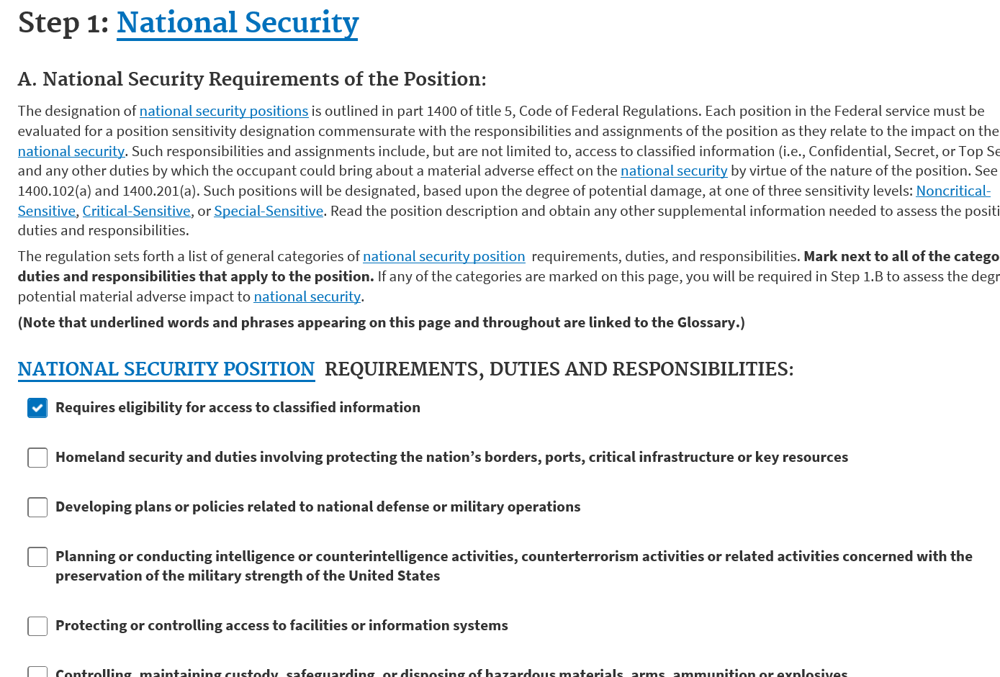 Step 1: National Security
A. National Security Requirements of the Position:
The designation of national security positions is outlined in part 1400 of title 5, Code of Federal Regulations. Each position in the Federal service must be
evaluated for a position sensitivity designation commensurate with the responsibilities and assignments of the position as they relate to the impact on the
national security. Such responsibilities and assignments include, but are not limited to, access to classified information (i.e., Confidential, Secret, or Top Se
and any other duties by which the occupant could bring about a material adverse effect on the national security by virtue of the nature of the position. See
1400.102(a) and 1400.201(a). Such positions will be designated, based upon the degree of potential damage, at one of three sensitivity levels: Noncritical-
Sensitive, Critical-Sensitive, or Special-Sensitive. Read the position description and obtain any other supplemental information needed to assess the positi
duties and responsibilities.
The regulation sets forth a list of general categories of national security position requirements, duties, and responsibilities. Mark next to all of the catego
duties and responsibilities that apply to the position. If any of the categories are marked on this page, you will be required in Step 1.B to assess the degr
potential material adverse impact to national security.
(Note that underlined words and phrases appearing on this page and throughout are linked to the Glossary.)
NATIONAL SECURITY POSITION REQUIREMENTS, DUTIES AND RESPONSIBILITIES:
Requires eligibility for access to classified information
Homeland security and duties involving protecting the nation's borders, ports, critical infrastructure or key resources
Developing plans or policies related to national defense or military operations
Planning or conducting intelligence or counterintelligence activities, counterterrorism activities or related activities concerned with the
preservation of the military strength of the United States
Protecting or controlling access to facilities or information systems
Controlling, maintaining custody, safeguarding, or disposing of hazardous materials, arms, ammunition or explosives